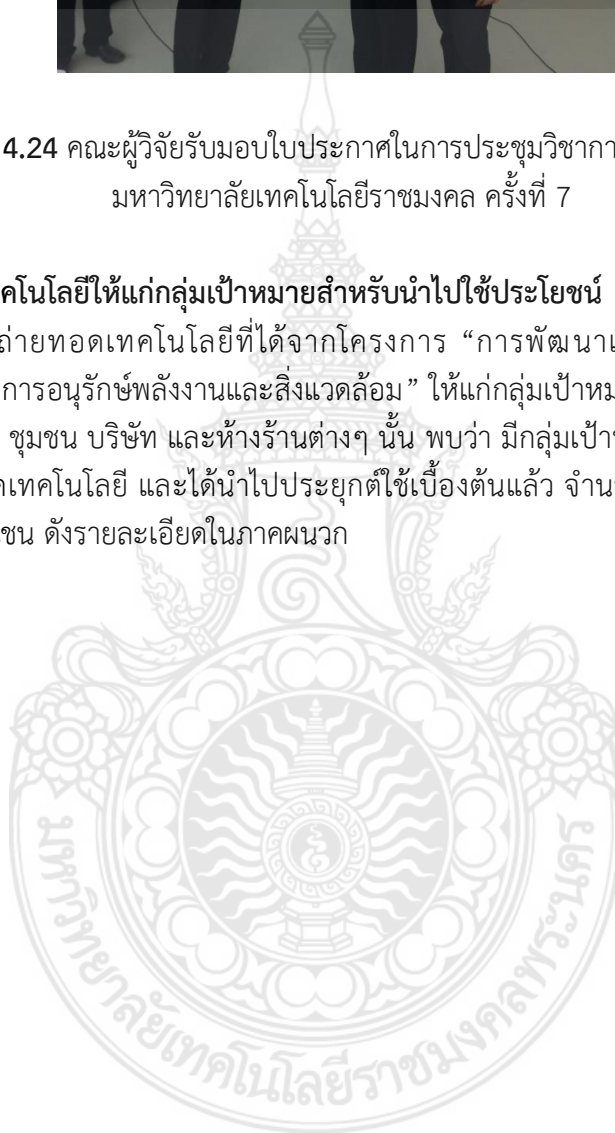 4.24 คณะผู้วิจัยรับมอบใบประกาศในการประชุมวิชากา
มหาวิทยาลัยเทคโนโลยีราชมงคล ครั้งที่ 7
คโนโลยีให้แก่กลุ่มเป้าหมายสำหรับนำไปใช้ประโยชน์
ถ่ายทอดเทคโนโลยีที่ได้จากโครงการ “การพัฒนาเ
การอนุรักษ์พลังงานและสิ่งแวดล้อม” ให้แก่กลุ่มเป้าหม
ชุมชน บริษัท และห้างร้านต่างๆ นั้น พบว่า มีกลุ่มเป้า
ดเทคโนโลยี และได้นำไปประยุกต์ใช้เบื้องต้นแล้ว จำน
ชน ดังรายละเอียดในภาคผนวก
มหาวิทยาลัยเทคโนโลยีราชมงคลพระนคร